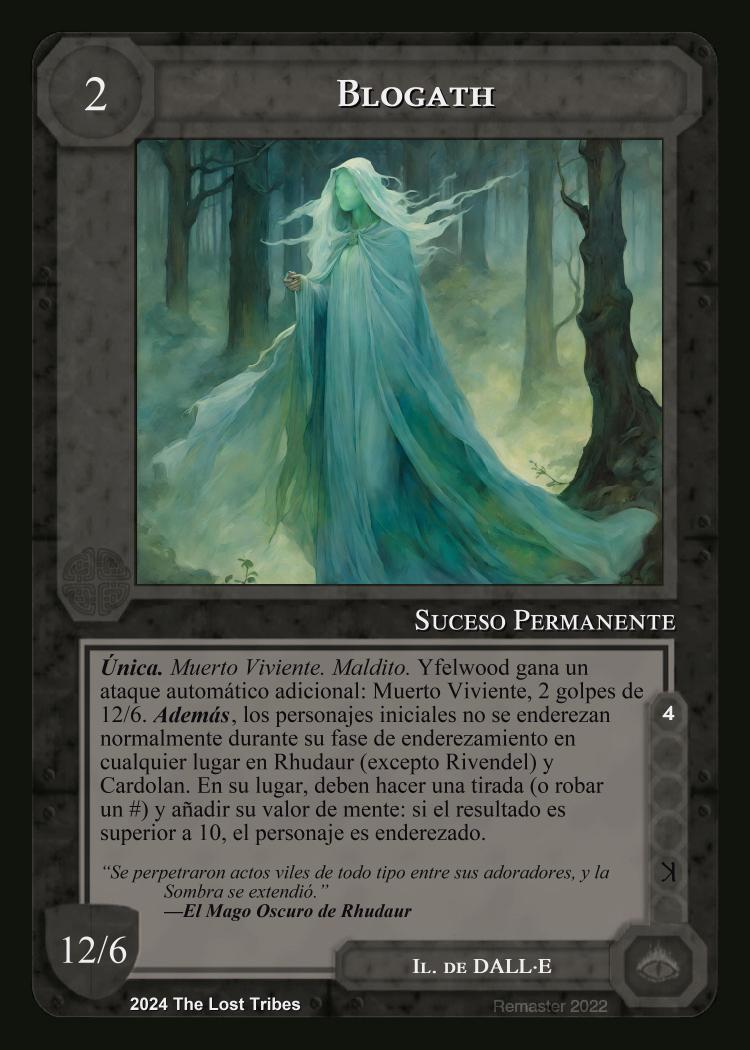 2
Blogath
Suceso Permanente
Única. Muerto Viviente. Maldito. Yfelwood gana un
ataque automático adicional: Muerto Viviente, 2 golpes de
12/6. Además, los personajes iniciales no se enderezan
normalmente durante su fase de enderezamiento en
cualquier lugar en Rhudaur (excepto Rivendel) y
Cardolan. En su lugar, deben hacer una tirada (o robar
un #) y añadir su valor de mente: si el resultado es
superior a 10, el personaje es enderezado.
4
“Se perpetraron actos viles de todo tipo entre sus adoradores, y la
Sombra se extendió.”
—El Mago Oscuro de Rhudaur
12/6
Il. de DALL·E
2024 The Lost Tribes
Remaster 2022